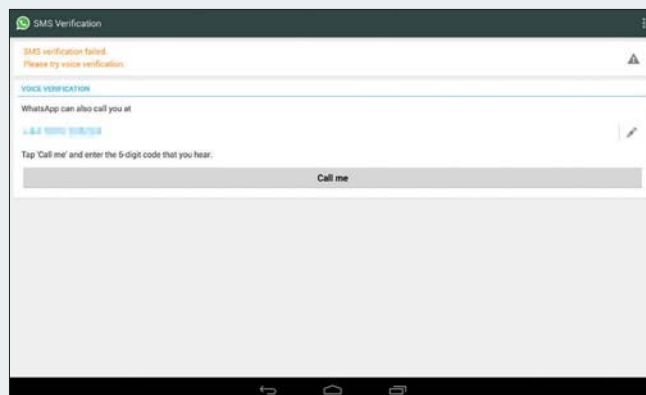 SMS Verification
SMS verification failed.
Please try voice verification.
VOICE VERIFICATION
WhatsApp can also call you at
Tap 'Call me' and enter the 6-digit code that you hear.
Call me